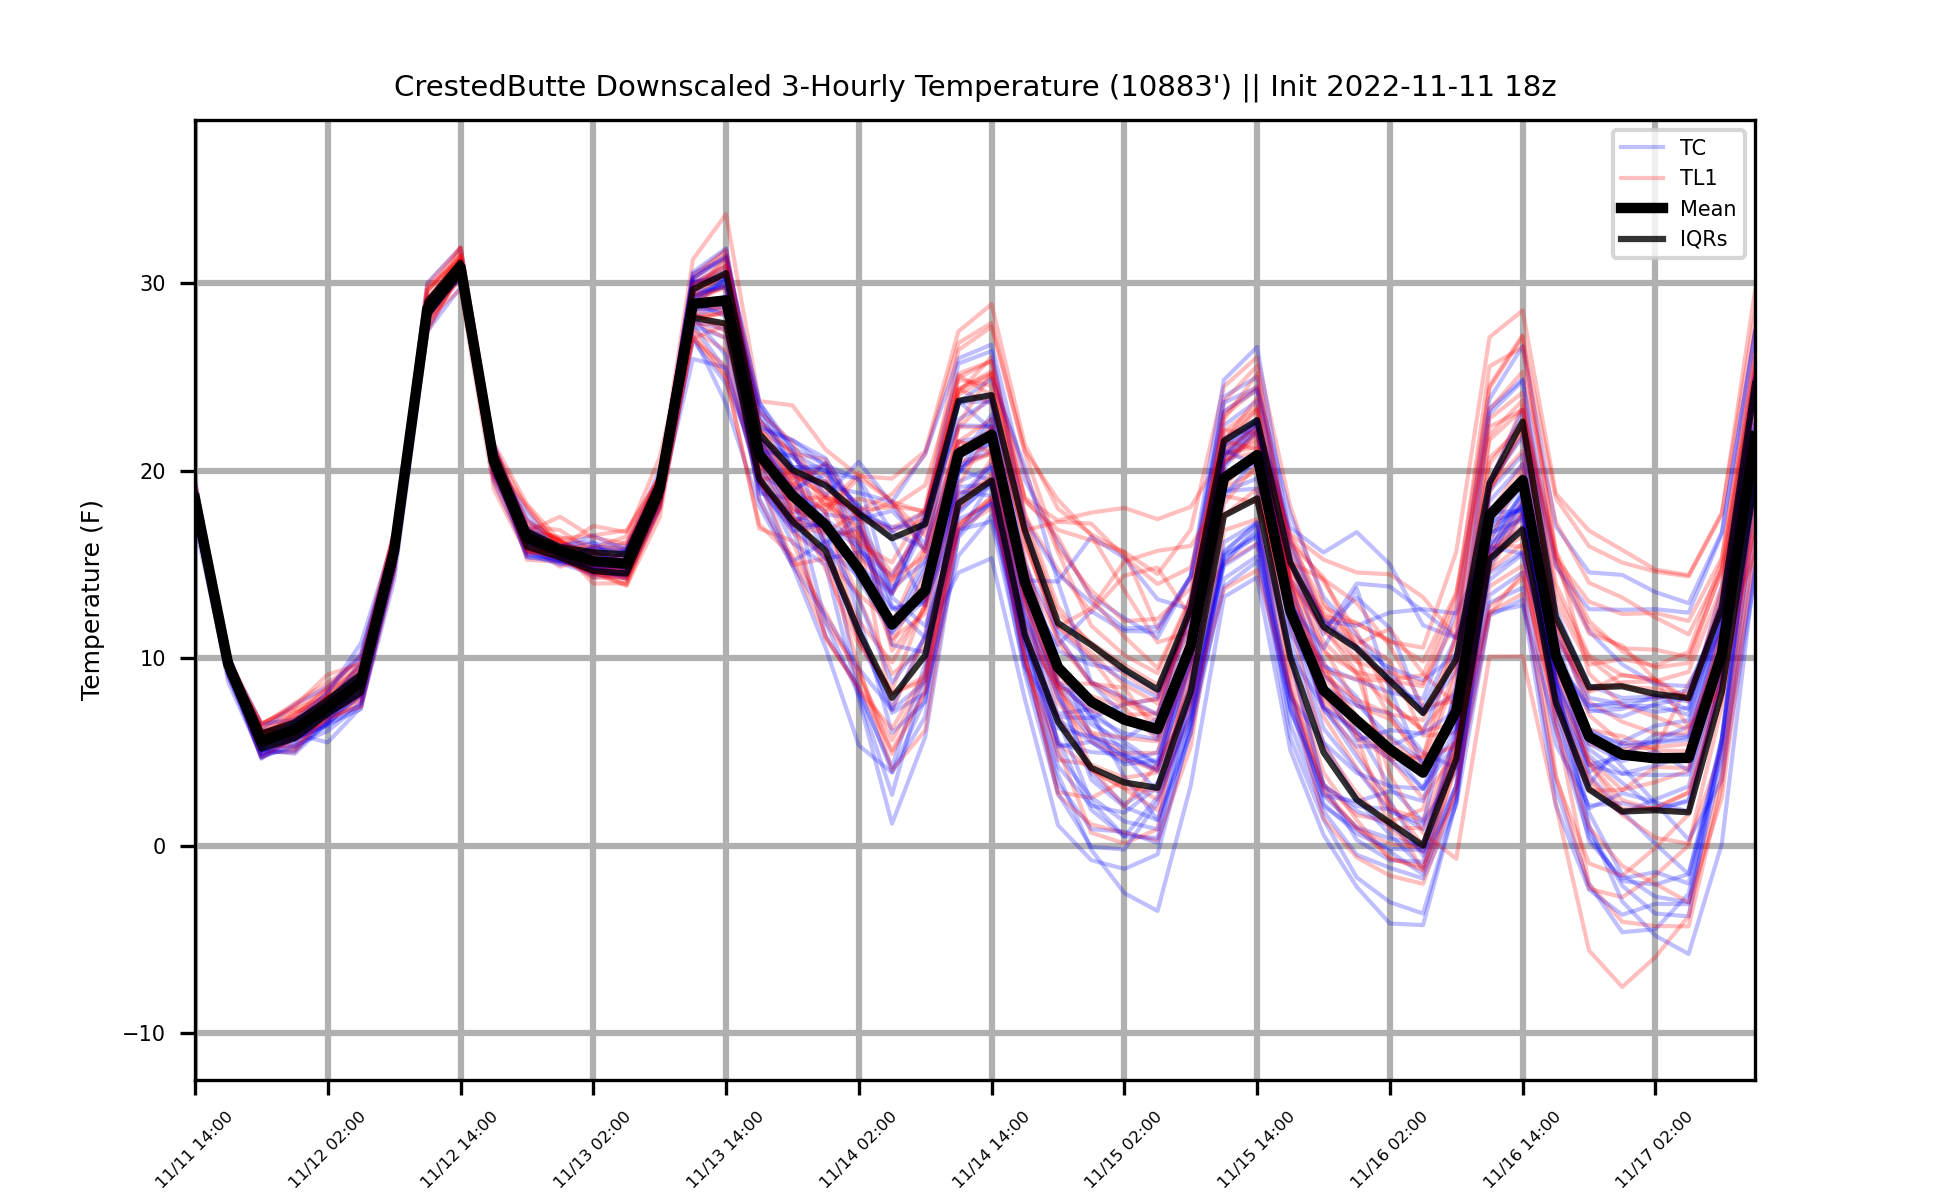 CrestedButte Downscaled 3-Hourly Temperature (10883') || Init 2022-11-11 18z
TC
TL1
Mean
IQRs
Temperature (F)
30
20
10
0
−10
11/11 14:00
11/12 02:00
11/12 14:00
11/13 02:00
11/13 14:00
11/14 02:00
11/14 14:00
11/15 02:00
11/15 14:00
11/16 02:00
11/16 14:00
11/17 02:00